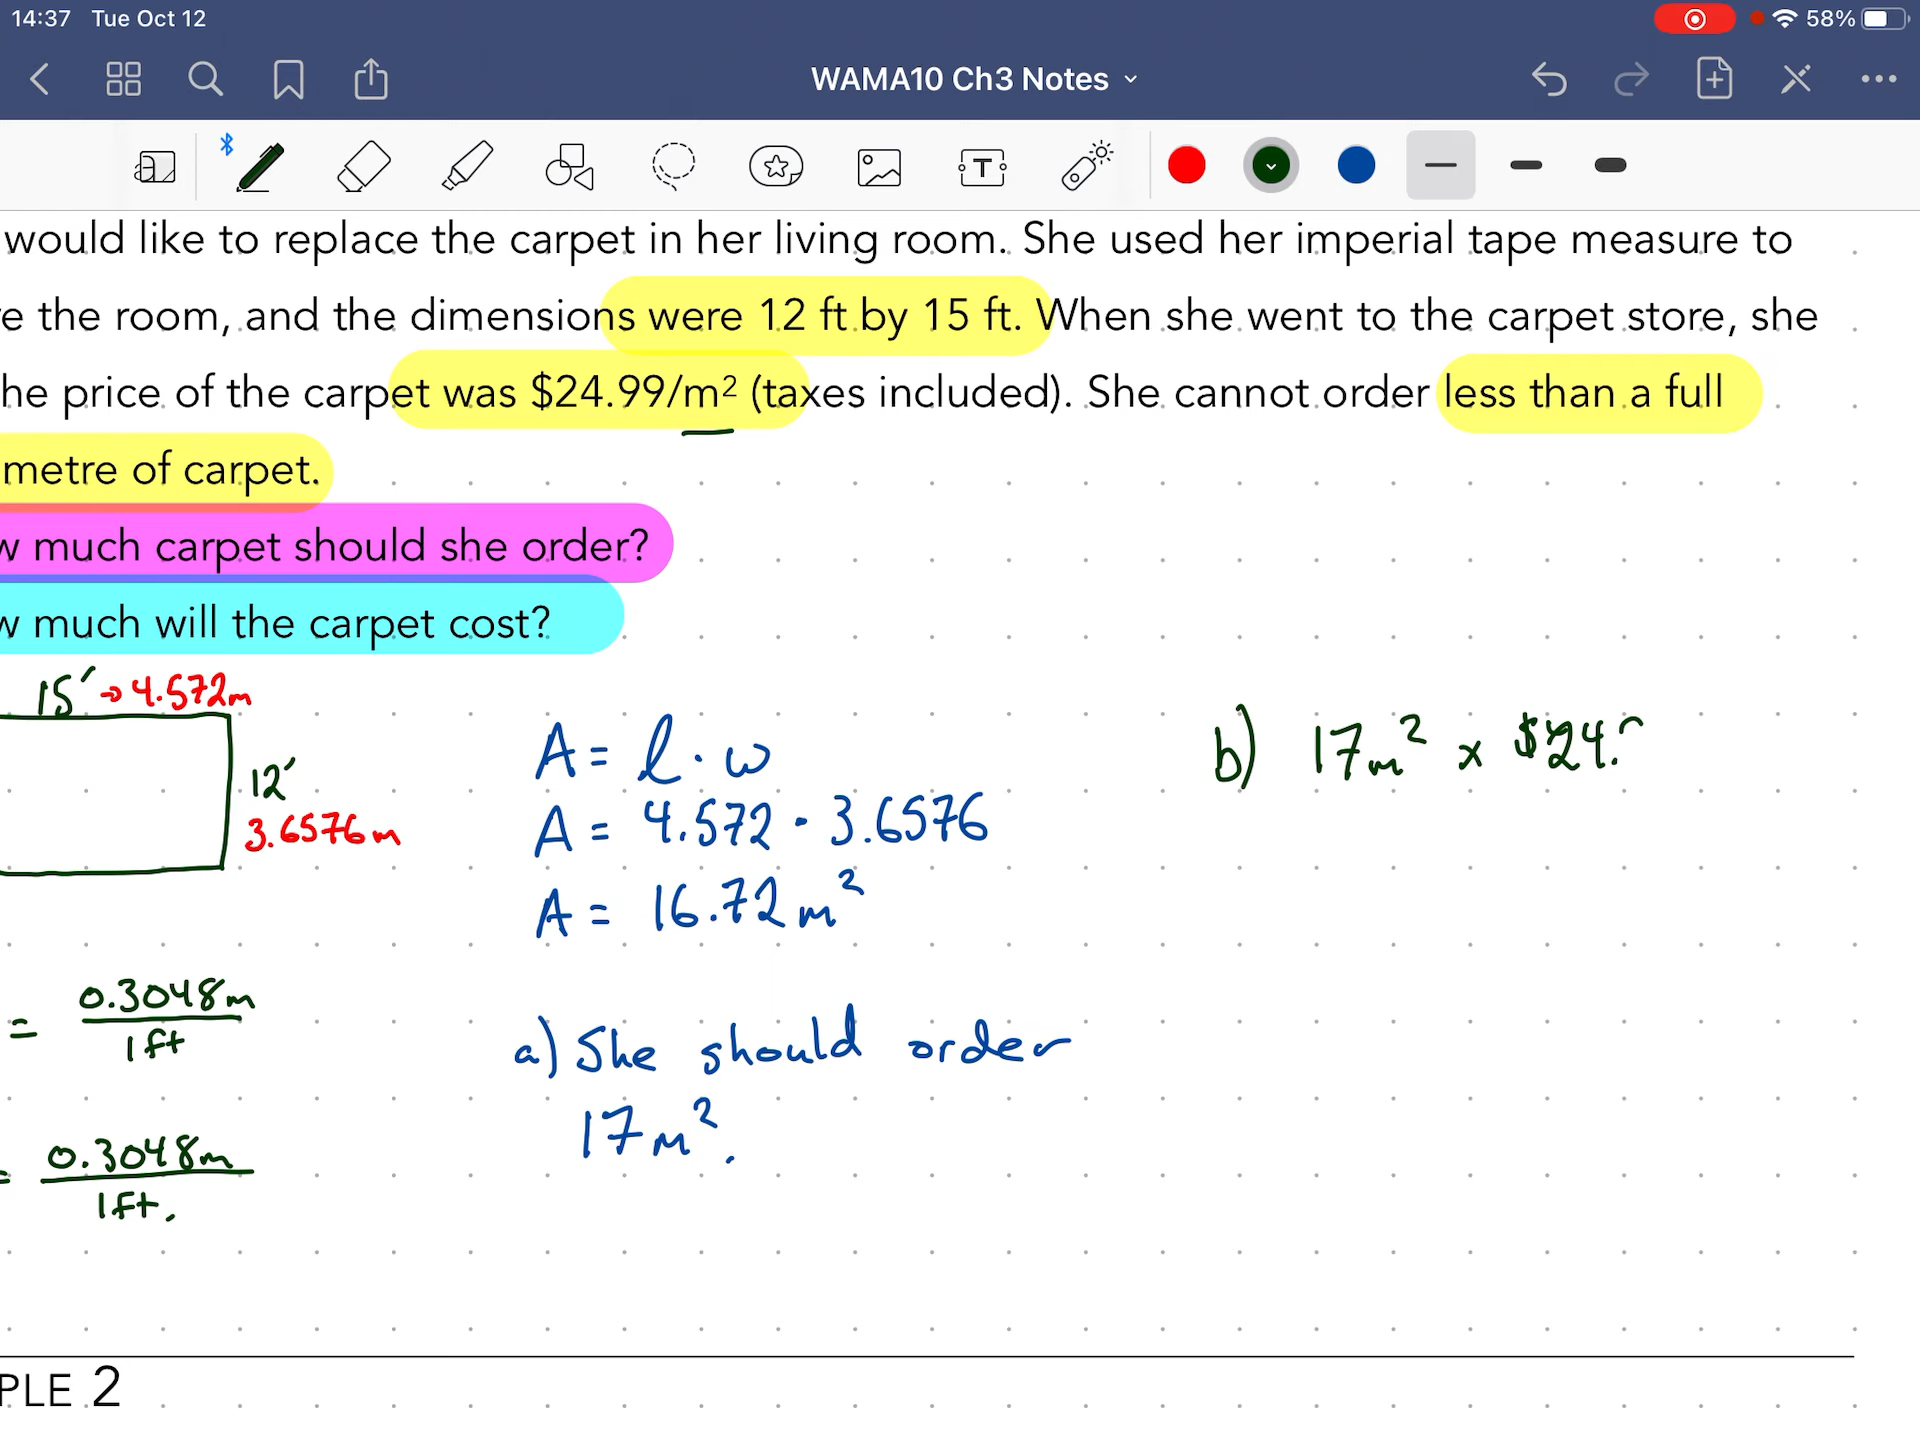 14:37 Tue Oct 12
58%
WAMA10 Ch3 Notes
would like to replace the carpet in her living room. She used her imperial tape measure to
e the room, and the dimensions were 12 ft by 15 ft. When she went to the carpet store, she
he price of the carpet was $24.99/m² (taxes included). She cannot order less than a full
metre of carpet.
w much carpet should she order?
w much will the carpet cost?
15′ → 4.572m
12′
3.6576m
A = l · w
A = 4.572 · 3.6576
A = 16.72 m²
a) She should order
17m².
b) 17m² x $24.
= 0.3048m
1ft
= 0.3048m
1ft.
PLE 2